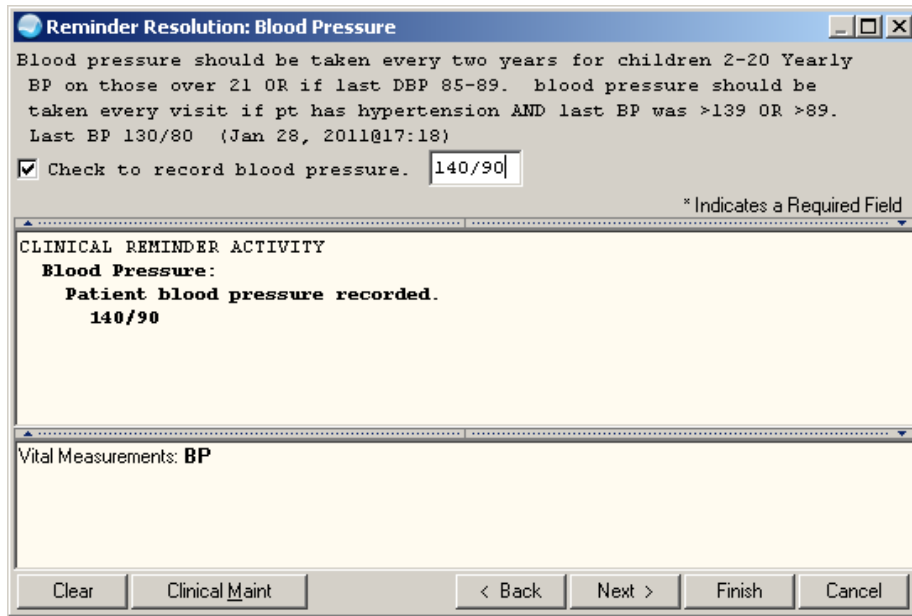 Reminder Resolution: Blood Pressure
Blood pressure should be taken every two years for children 2-20 Yearly
BP on those over 21 OR if last DBP 85-89.  blood pressure should be
taken every visit if pt has hypertension AND last BP was >139 OR >89.
Last BP 130/80  (Jan 28, 2011@17:18)
Check to record blood pressure. 140/90
* Indicates a Required Field
CLINICAL REMINDER ACTIVITY
Blood Pressure:
Patient blood pressure recorded.
140/90
Vital Measurements: BP
Clear Clinical Maint < Back Next > Finish Cancel